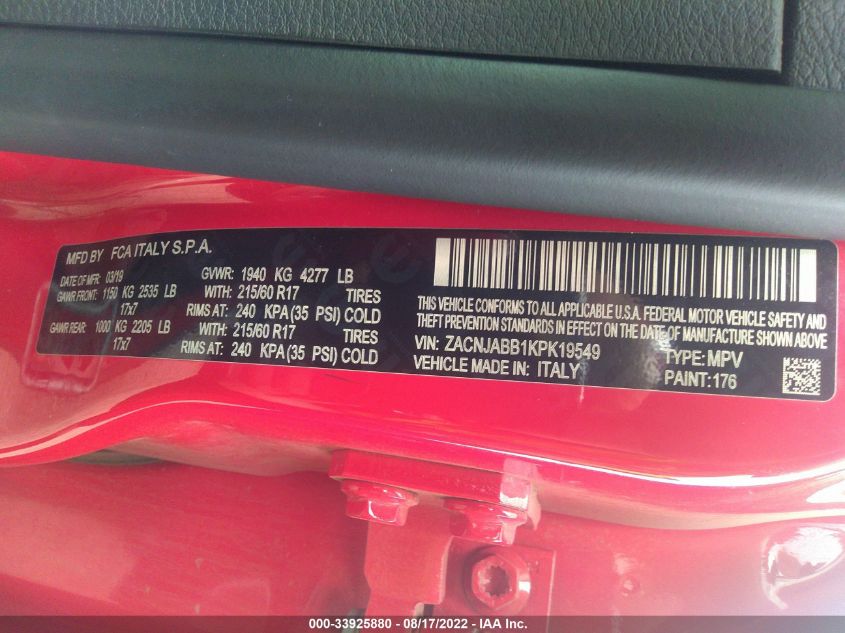 MFD BY FCA ITALY S.P.A.
DATE OF MFR 03/19 GVWR: 1940 KG 4277 LB
GAWR FRONT: 1150 KG 2535 LB WITH: 215/60 R17 TIRES
17x7 RIMS AT: 240 KPA (35 PSI) COLD
GAWR REAR: 1000 KG 2205 LB WITH: 215/60 R17 TIRES
17x7 RIMS AT: 240 KPA (35 PSI) COLD
THIS VEHICLE CONFORMS TO ALL APPLICABLE U.S.A. FEDERAL MOTOR VEHICLE SAFETY
AND THEFT PREVENTION STANDARDS IN EFFECT ON THE DATE OF MANUFACTURE SHOWN ABOVE.
VIN: ZACNJABB1KPK19549 TYPE: MPV
VEHICLE MADE IN: ITALY PAINT: 176
000-33925880 - 08/17/2022 - IAA Inc.